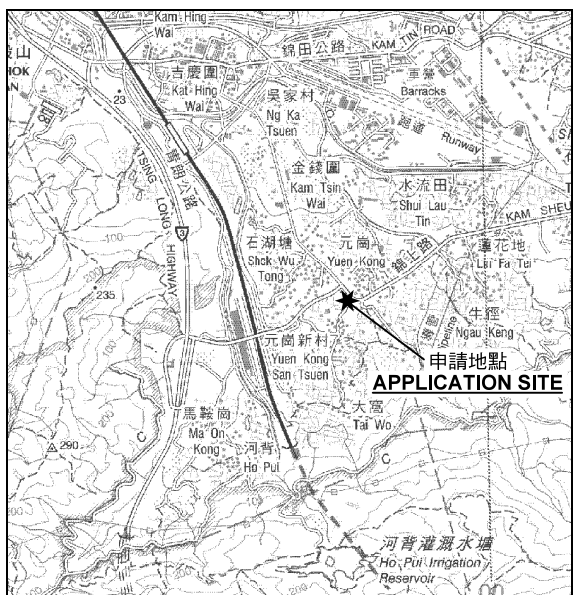 Kam Hing
Wai
錦田公路
KAM TIN ROAD
吉慶圍
Kat Hing
Wai
吳家村
Ng Ka
Tsuen
軍營
Barracks
跑道
Runway
23
青朗公路
TSING LONG HIGHWAY
金錢圍
Kam Tsin
Wai
水流田
Shui Lau
Tin
石湖塘
Shek Wu
Tong
元崗
Yuen Kong
錦上路
KAM SHEU
蓮花地
Lin Fa Tei
100
235
牛徑
Ngau Keng
元崗新村
Yuen Kong
San Tsuen
申請地點
APPLICATION SITE
馬鞍崗
Ma On
Kong
大窩
Tai Wo
河背
Ho Pui
290
C
C
200
河背灌溉水塘
Ho Pui Irrigation
Reservoir